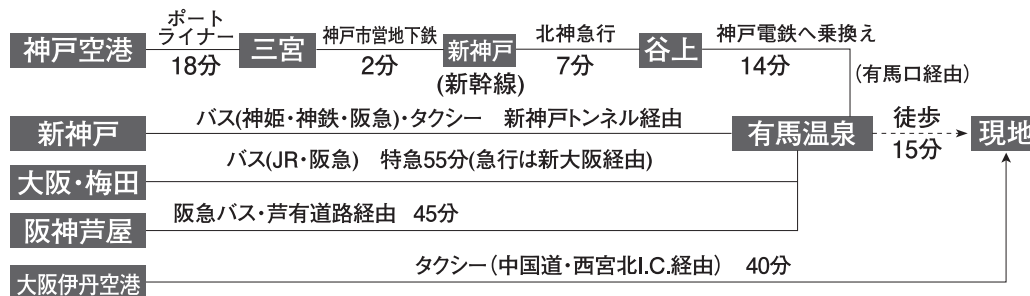 ポート
ライナー
神戸空港
18分
三宮
神戸市営地下鉄
2分
新神戸
(新幹線)
北神急行
7分
谷上
神戸電鉄へ乗換え
14分
(有馬口経由)
新神戸
バス(神姫・神鉄・阪急)・タクシー 新神戸トンネル経由
有馬温泉
徒歩
15分
現地
バス(JR・阪急) 特急55分(急行は新大阪経由)
大阪・梅田
阪急バス・芦有道路経由 45分
阪神芦屋
タクシー(中国道・西宮北I.C.経由) 40分
大阪伊丹空港